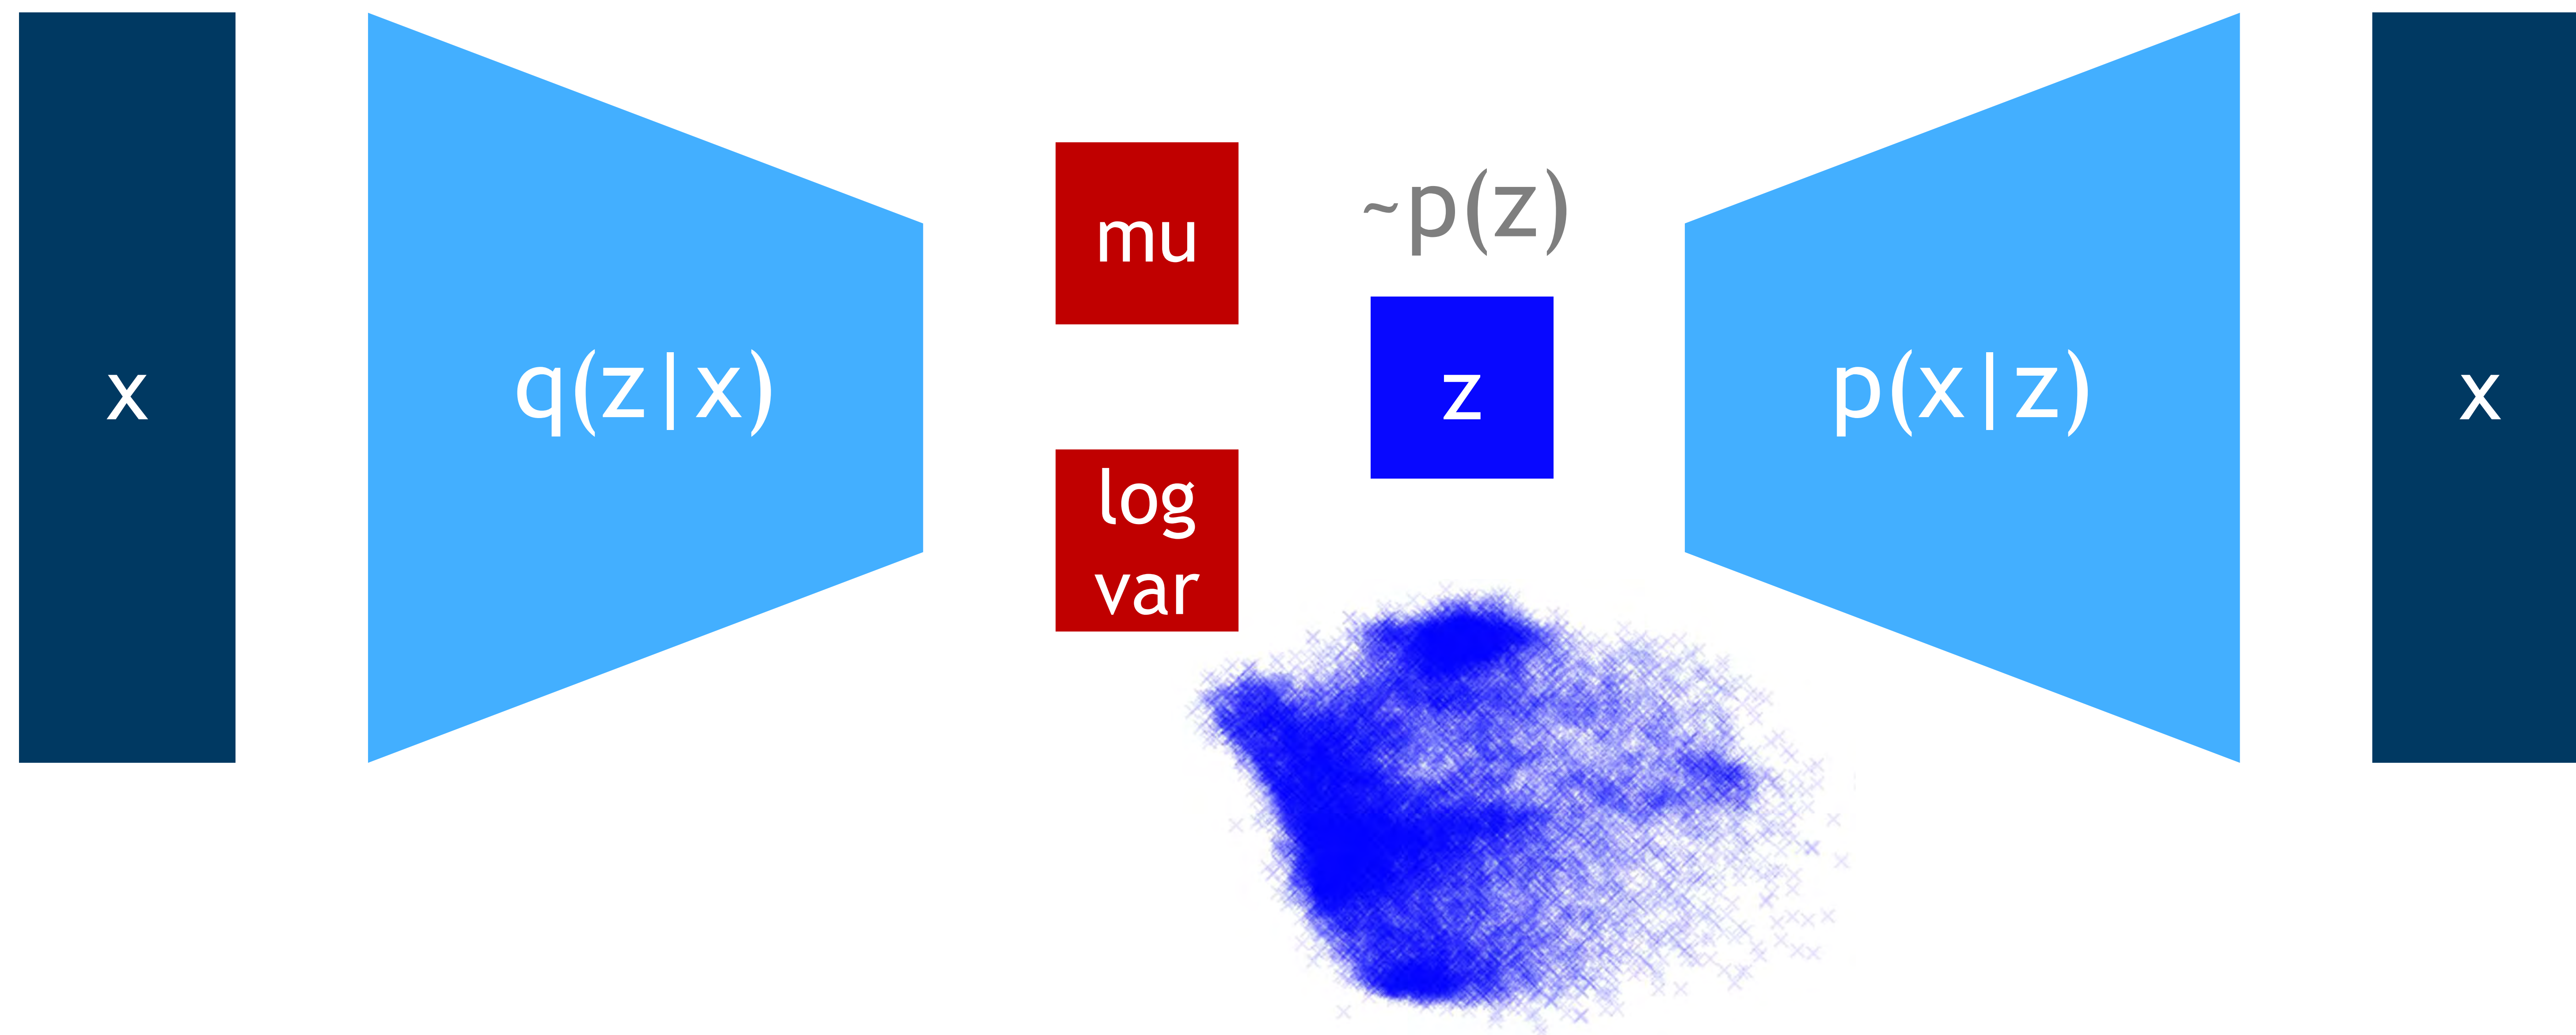 x
q(z|x)
mu
log
var
~p(z)
z
p(x|z)
x